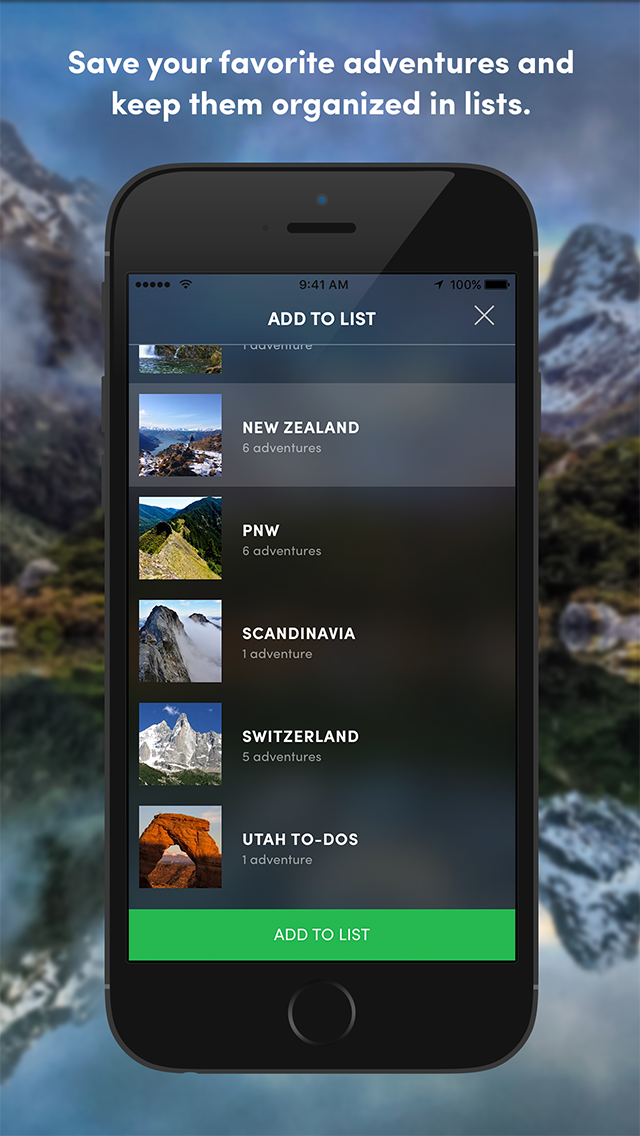 Save your favorite adventures and
keep them organized in lists.
9:41 AM
100%
ADD TO LIST
1 adventure
NEW ZEALAND
6 adventures
PNW
6 adventures
SCANDINAVIA
1 adventure
SWITZERLAND
5 adventures
UTAH TO-DOS
1 adventure
ADD TO LIST